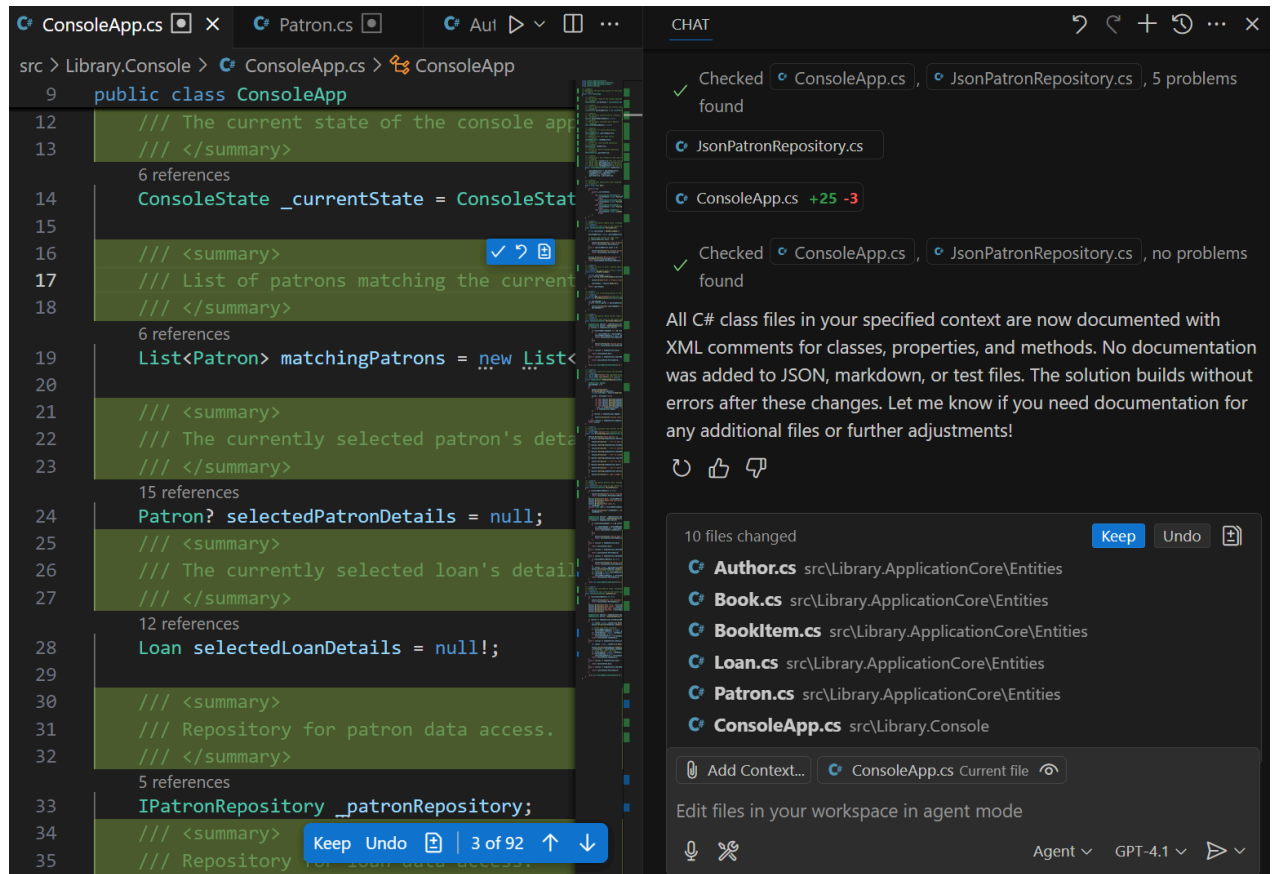 C# ConsoleApp.cs
C# Patron.cs
C# Aut
src > Library.Console > C# ConsoleApp.cs > ConsoleApp
9 public class ConsoleApp
12 /// The current state of the console app
13 /// </summary>
6 references
14 ConsoleState _currentState = ConsoleStat
15
16 /// <summary>
17 /// List of patrons matching the current
18 /// </summary>
6 references
19 List<Patron> matchingPatrons = new List<
20
21 /// <summary>
22 /// The currently selected patron's deta
23 /// </summary>
15 references
24 Patron? selectedPatronDetails = null;
25 /// <summary>
26 /// The currently selected loan's detail
27 /// </summary>
12 references
28 Loan selectedLoanDetails = null!;
29
30 /// <summary>
31 /// Repository for patron data access.
32 /// </summary>
5 references
33 IPatronRepository _patronRepository;
34 /// <summary>
35 /// Repository for loan data access.
Keep Undo 3 of 92
CHAT
Checked C# ConsoleApp.cs , C# JsonPatronRepository.cs , 5 problems
found
C# JsonPatronRepository.cs
C# ConsoleApp.cs +25 -3
Checked C# ConsoleApp.cs , C# JsonPatronRepository.cs , no problems
found
All C# class files in your specified context are now documented with
XML comments for classes, properties, and methods. No documentation
was added to JSON, markdown, or test files. The solution builds without
errors after these changes. Let me know if you need documentation for
any additional files or further adjustments!
10 files changed Keep Undo
C# Author.cs src\Library.ApplicationCore\Entities
C# Book.cs src\Library.ApplicationCore\Entities
C# BookItem.cs src\Library.ApplicationCore\Entities
C# Loan.cs src\Library.ApplicationCore\Entities
C# Patron.cs src\Library.ApplicationCore\Entities
C# ConsoleApp.cs src\Library.Console
Add Context... C# ConsoleApp.cs Current file
Edit files in your workspace in agent mode
Agent GPT-4.1